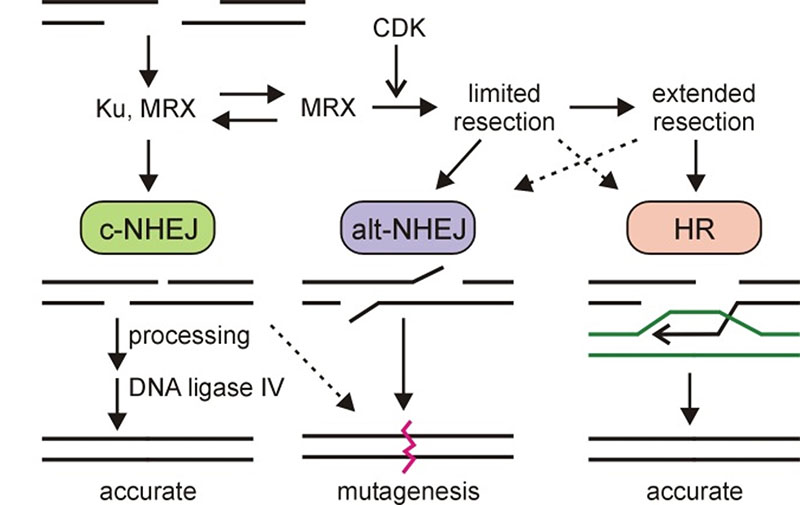 CDK
Ku, MRX
MRX
limited
resection
extended
resection
c-NHEJ
alt-NHEJ
HR
processing
DNA ligase IV
accurate
mutagenesis
accurate